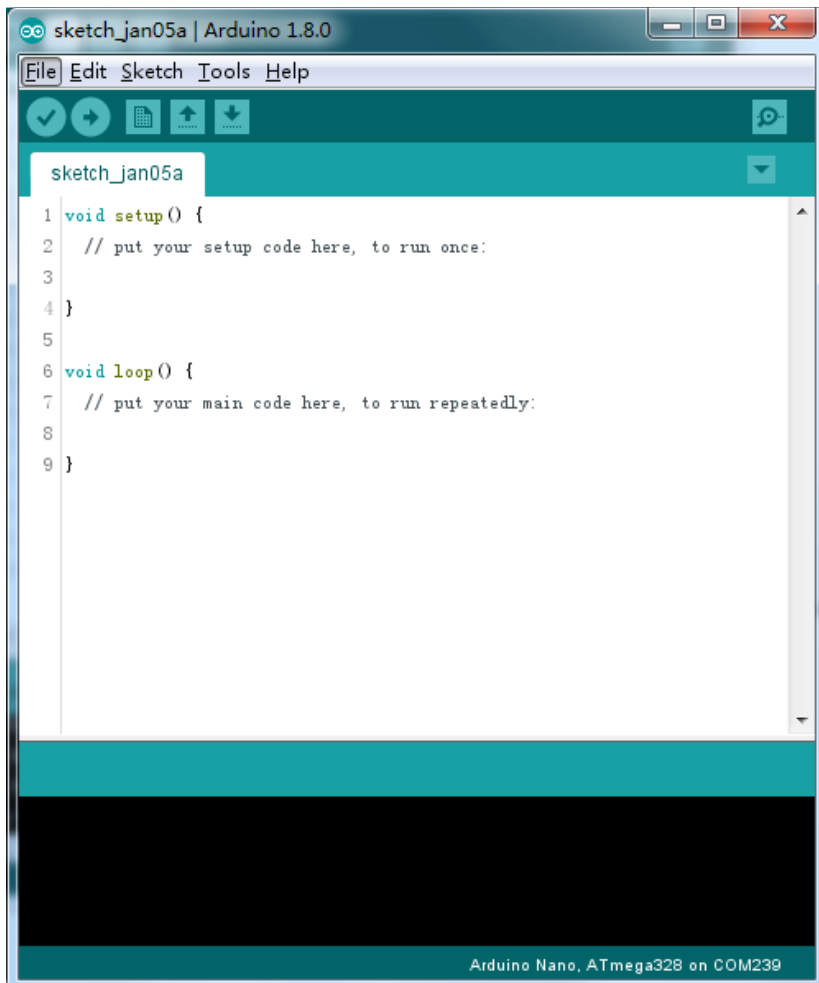 sketch_jan05a | Arduino 1.8.0
File Edit Sketch Tools Help
sketch_jan05a
1 void setup() {
2   // put your setup code here, to run once:
3
4 }
5
6 void loop() {
7   // put your main code here, to run repeatedly:
8
9 }
Arduino Nano, ATmega328 on COM239